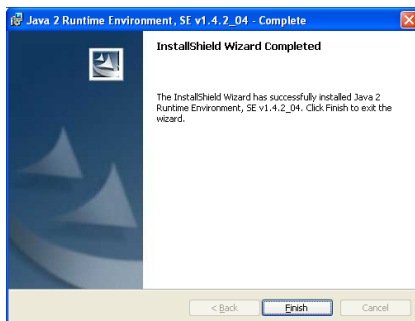 Java 2 Runtime Environment, SE v1.4.2_04 - Complete
InstallShield Wizard Completed
The InstallShield Wizard has successfully installed Java 2
Runtime Environment, SE v1.4.2_04. Click Finish to exit the
wizard.
< Back Finish Cancel